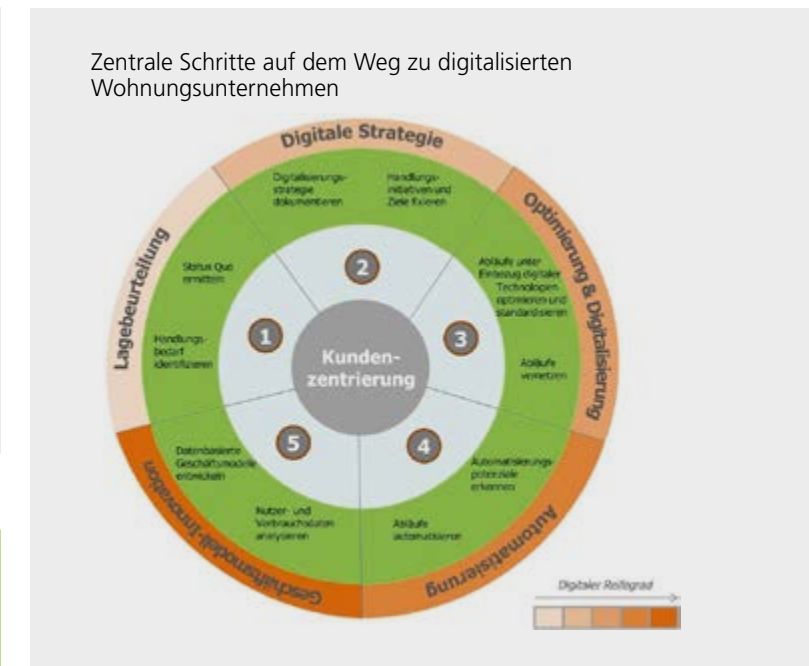 Zentrale Schritte auf dem Weg zu digitalisierten
Wohnungsunternehmen
Lagebeurteilung
1
Status Quo
ermitteln
Handlungs-
bedarf
identifizieren
Digitale Strategie
2
Digitalisierungs-
strategie
dokumentieren
Handlungs-
initiativen und
Ziele fixieren
Optimierung & Digitalisierung
3
Abläufe unter
Einbezug digitaler
Technologien
optimieren und
standardisieren
Abläufe
vernetzen
Automatisierung
4
Automatisierungs-
potenziale
erkennen
Abläufe
automatisieren
Geschäftsmodell-Innovation
5
Nutzer- und
Verbrauchsdaten
analysieren
Datenbasierte
Geschäftsmodelle
entwickeln
Kunden-
zentrierung
Digitaler Reifegrad